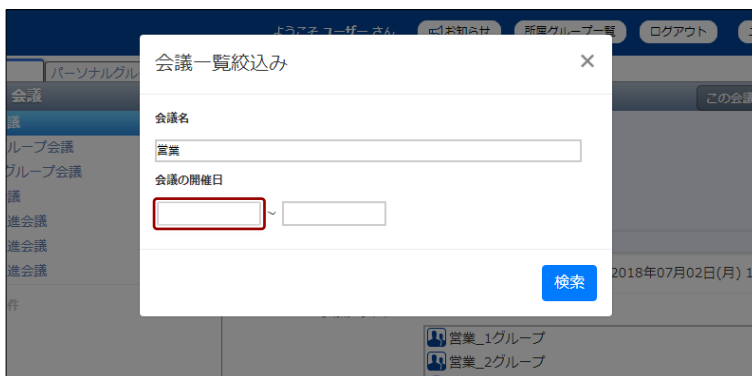 ようこそ ユーザー さん
お知らせ
所属グループ一覧
ログアウト
パーソナルグル
会議
この会議
議
ループ会議
グループ会議
議
進会議
進会議
進会議
件
会議一覧絞込み
×
会議名
営業
会議の開催日
~
検索
2018年07月02日(月) 1
営業_1グループ
営業_2グループ